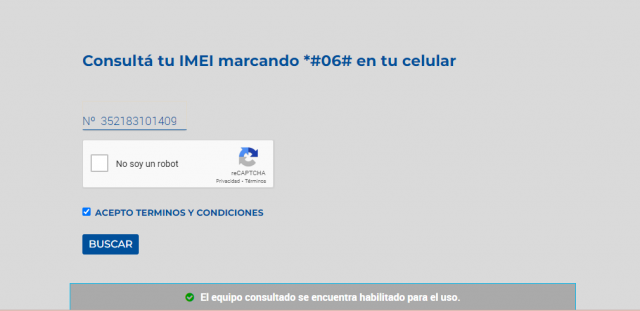 Consultá tu IMEI marcando *#06# en tu celular
Nº 352183101409
No soy un robot
reCAPTCHA
Privacidad - Términos
ACEPTO TERMINOS Y CONDICIONES
BUSCAR
El equipo consultado se encuentra habilitado para el uso.